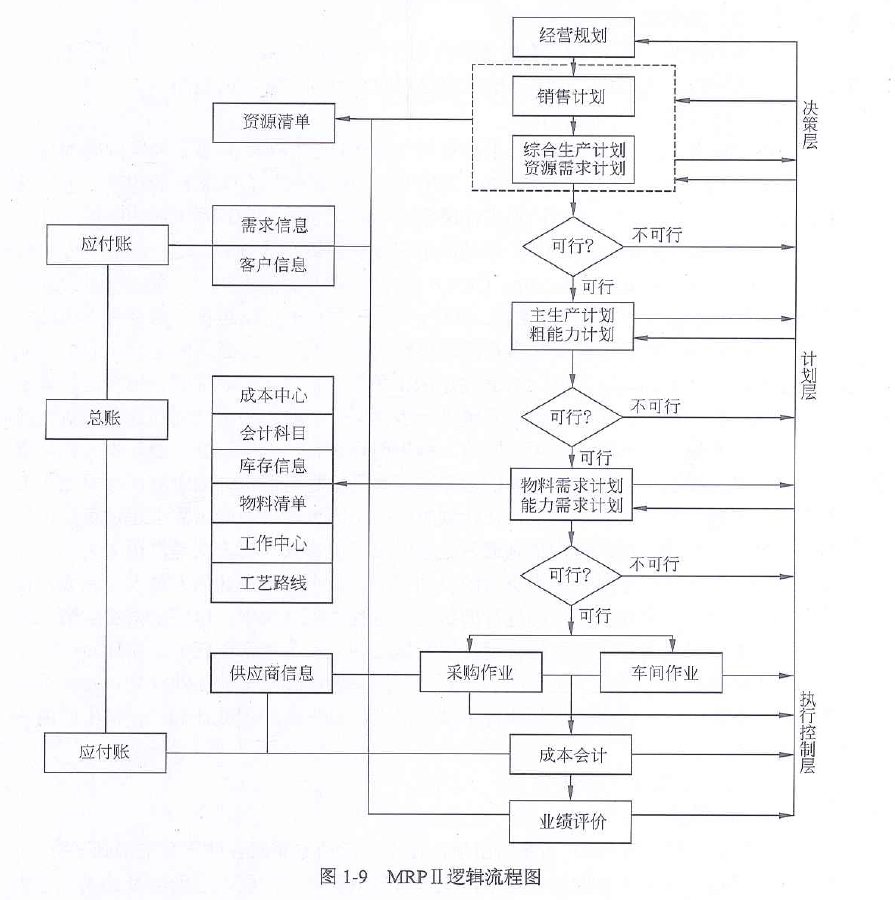 经营规划
销售计划
资源清单
综合生产计划
资源需求计划
决策层
需求信息
应付账
客户信息
可行?
不可行
可行
主生产计划
粗能力计划
计划层
成本中心
总账
会计科目
可行?
不可行
可行
库存信息
物料清单
物料需求计划
能力需求计划
工作中心
工艺路线
可行?
不可行
可行
供应商信息
采购作业
车间作业
执行控制层
应付账
成本会计
业绩评价
图 1-9 MRPⅡ逻辑流程图